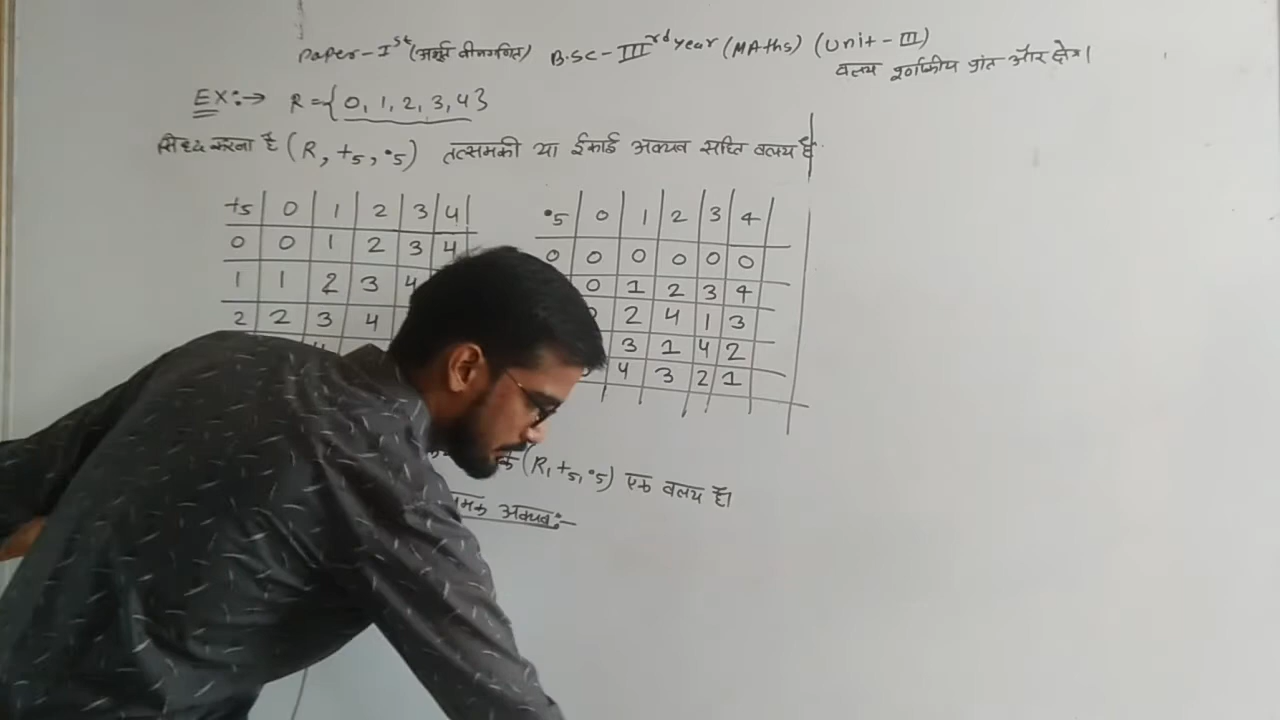 Paper-Ist (अमूर्त बीजगणित) B.SC-IIIrd year (MAths) (Unit-III)
वलय पूर्णांकीय प्रांत और क्षेत्र।
EX:→ R={0, 1, 2, 3, 4}
सिध्द करना है (R, +5, •5) तत्समकी या ईकाई अवयव सहित वलय है
+5 0 1 2 3 4
0 0 1 2 3 4
1 1 2 3 4
2 2 3 4
•5 0 1 2 3 4
0 0 0 0 0 0
0 1 2 3 4
2 4 1 3
3 1 4 2
4 3 2 1
(R, +5, •5) एक वलय है।
अवयव:-